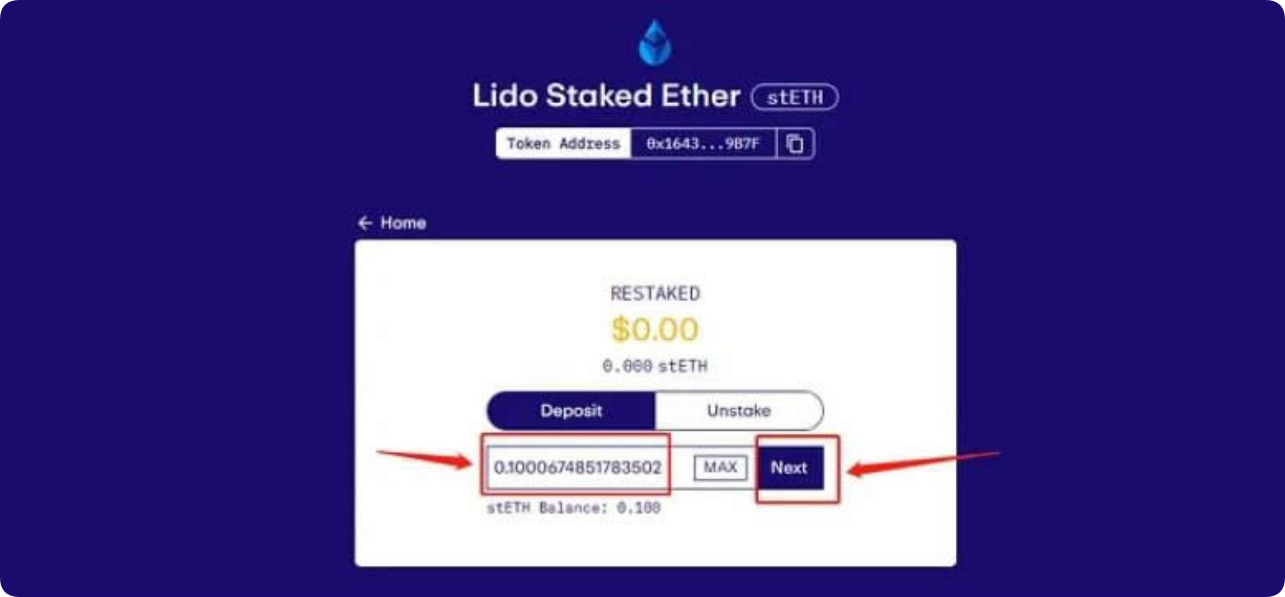 Lido Staked Ether stETH
Token Address 0x1643...9B7F
← Home
RESTAKED
$0.00
0.000 stETH
Deposit Unstake
0.1000674851783502 MAX Next
stETH Balance: 0.100